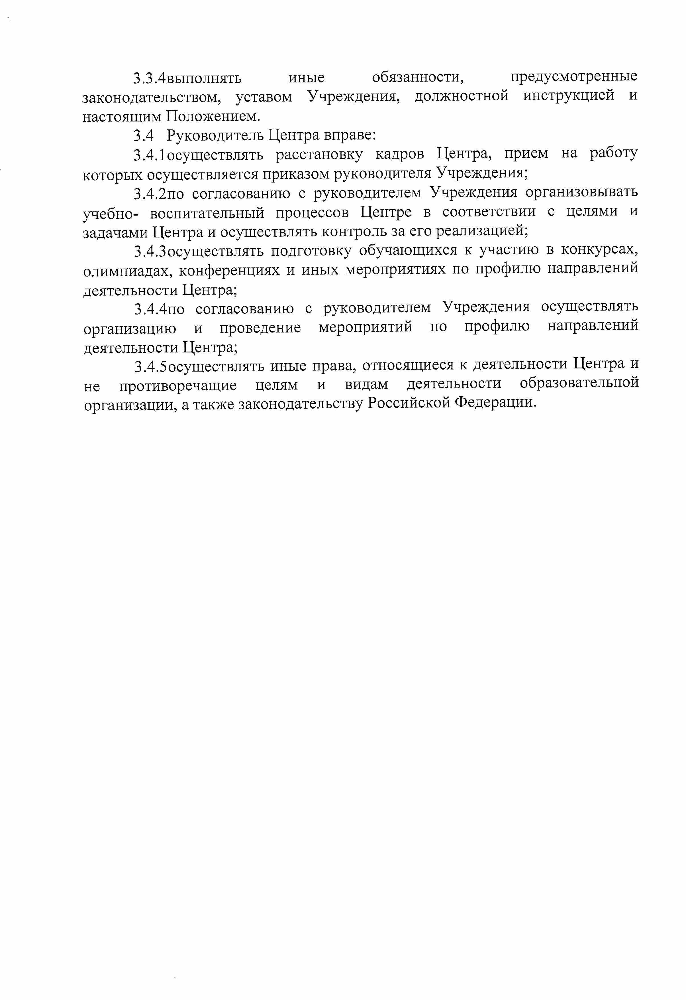 3.3.4выполнять иные обязанности, предусмотренные
законодательством, уставом Учреждения, должностной инструкцией и
настоящим Положением.
3.4 Руководитель Центра вправе:
3.4.1осуществлять расстановку кадров Центра, прием на работу
которых осуществляется приказом руководителя Учреждения;
3.4.2по согласованию с руководителем Учреждения организовывать
учебно- воспитательный процессов Центре в соответствии с целями и
задачами Центра и осуществлять контроль за его реализацией;
3.4.3осуществлять подготовку обучающихся к участию в конкурсах,
олимпиадах, конференциях и иных мероприятиях по профилю направлений
деятельности Центра;
3.4.4по согласованию с руководителем Учреждения осуществлять
организацию и проведение мероприятий по профилю направлений
деятельности Центра;
3.4.5осуществлять иные права, относящиеся к деятельности Центра и
не противоречащие целям и видам деятельности образовательной
организации, а также законодательству Российской Федерации.